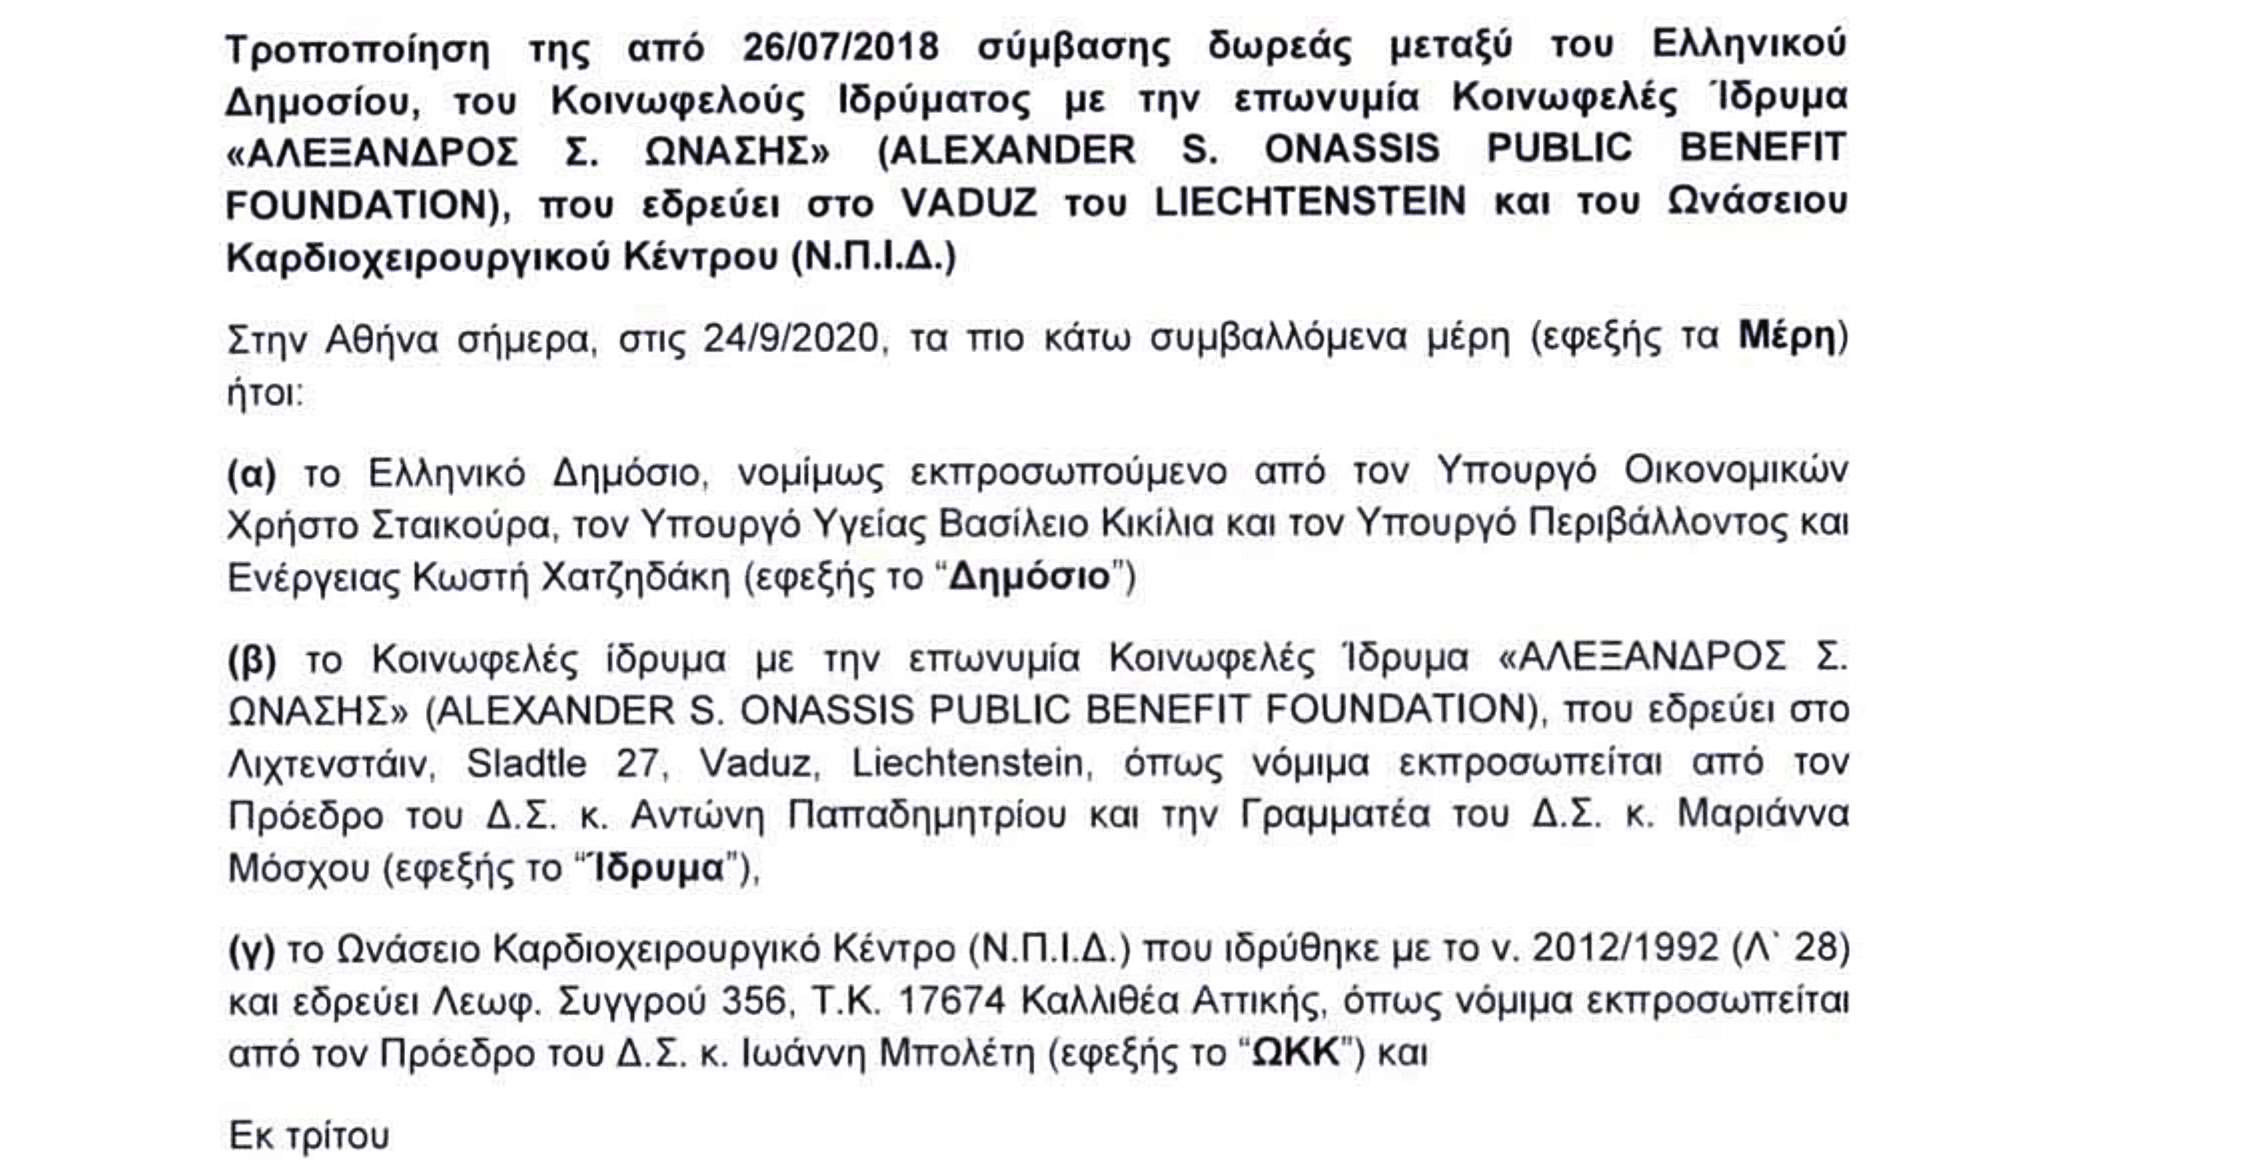 Τροποποίηση της από 26/07/2018 σύμβασης δωρεάς μεταξύ του Ελληνικού
Δημοσίου, του Κοινωφελούς Ιδρύματος με την επωνυμία Κοινωφελές Ίδρυμα
«ΑΛΕΞΑΝΔΡΟΣ Σ. ΩΝΑΣΗΣ» (ALEXANDER S. ONASSIS PUBLIC BENEFIT
FOUNDATION), που εδρεύει στο VADUZ του LIECHTENSTEIN και του Ωνάσειου
Καρδιοχειρουργικού Κέντρου (Ν.Π.Ι.Δ.)
Στην Αθήνα σήμερα, στις 24/9/2020, τα πιο κάτω συμβαλλόμενα μέρη (εφεξής τα Μέρη)
ήτοι:
(α) το Ελληνικό Δημόσιο, νομίμως εκπροσωπούμενο από τον Υπουργό Οικονομικών
Χρήστο Σταικούρα, τον Υπουργό Υγείας Βασίλειο Κικίλια και τον Υπουργό Περιβάλλοντος και
Ενέργειας Κωστή Χατζηδάκη (εφεξής το “Δημόσιο”)
(β) το Κοινωφελές ίδρυμα με την επωνυμία Κοινωφελές Ίδρυμα «ΑΛΕΞΑΝΔΡΟΣ Σ.
ΩΝΑΣΗΣ» (ALEXANDER S. ONASSIS PUBLIC BENEFIT FOUNDATION), που εδρεύει στο
Λιχτενστάιν, Sladtle 27, Vaduz, Liechtenstein, όπως νόμιμα εκπροσωπείται από τον
Πρόεδρο του Δ.Σ. κ. Αντώνη Παπαδημητρίου και την Γραμματέα του Δ.Σ. κ. Μαριάννα
Μόσχου (εφεξής το “Ίδρυμα”),
(γ) το Ωνάσειο Καρδιοχειρουργικό Κέντρο (Ν.Π.Ι.Δ.) που ιδρύθηκε με το ν. 2012/1992 (Λ` 28)
και εδρεύει Λεωφ. Συγγρού 356, Τ.Κ. 17674 Καλλιθέα Αττικής, όπως νόμιμα εκπροσωπείται
από τον Πρόεδρο του Δ.Σ. κ. Ιωάννη Μπολέτη (εφεξής το “ΩΚΚ”) και
Εκ τρίτου